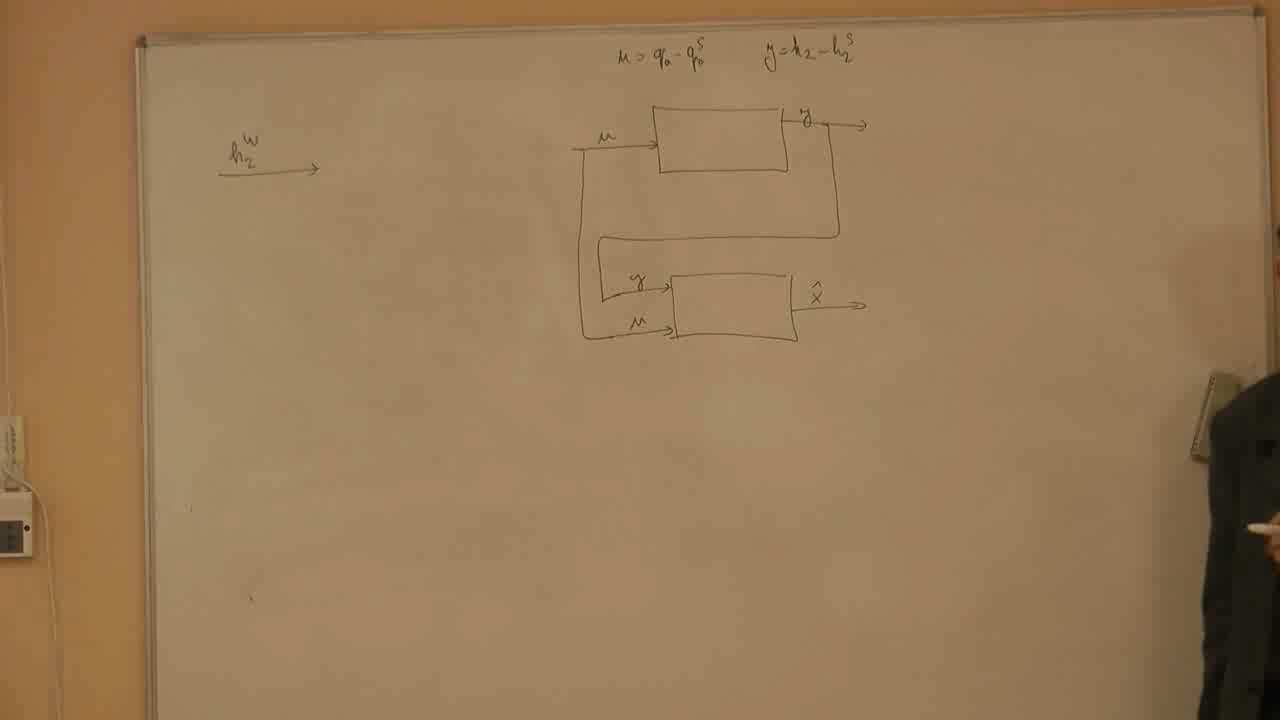 u = q₀ - q₀ˢ y = h₂ - h₂ˢ
h₂ʷ
u
y
y
u
x̂